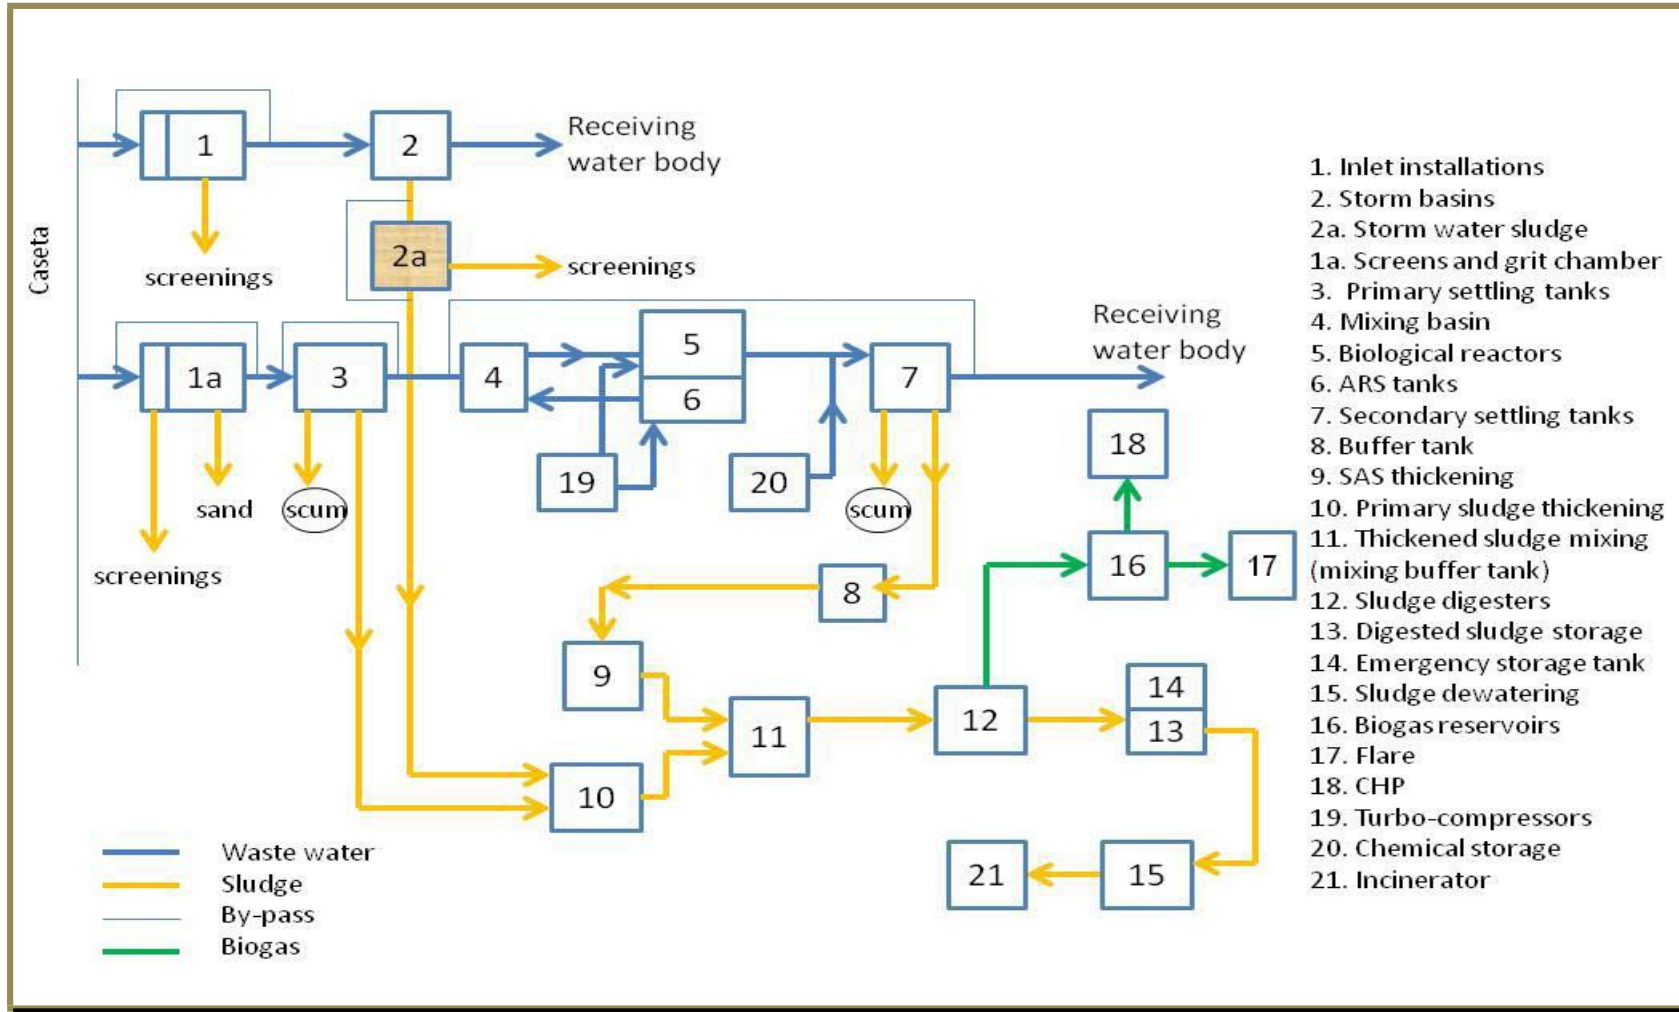 Caseta
1
2
Receiving
water body
screenings
2a
screenings
1a
3
4
5
6
7
Receiving
water body
sand
scum
screenings
19
20
scum
18
16
17
8
9
10
11
12
14
13
21
15
Waste water
Sludge
By-pass
Biogas
1. Inlet installations
2. Storm basins
2a. Storm water sludge
1a. Screens and grit chamber
3. Primary settling tanks
4. Mixing basin
5. Biological reactors
6. ARS tanks
7. Secondary settling tanks
8. Buffer tank
9. SAS thickening
10. Primary sludge thickening
11. Thickened sludge mixing
(mixing buffer tank)
12. Sludge digesters
13. Digested sludge storage
14. Emergency storage tank
15. Sludge dewatering
16. Biogas reservoirs
17. Flare
18. CHP
19. Turbo-compressors
20. Chemical storage
21. Incinerator